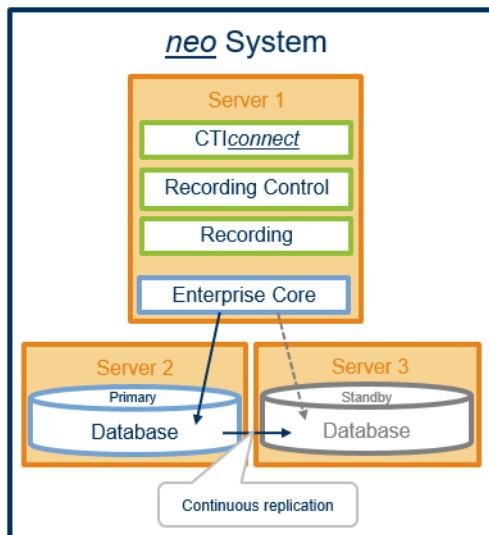 neo System
Server 1
CTIconnect
Recording Control
Recording
Enterprise Core
Server 2
Server 3
Primary
Standby
Database
Database
Continuous replication